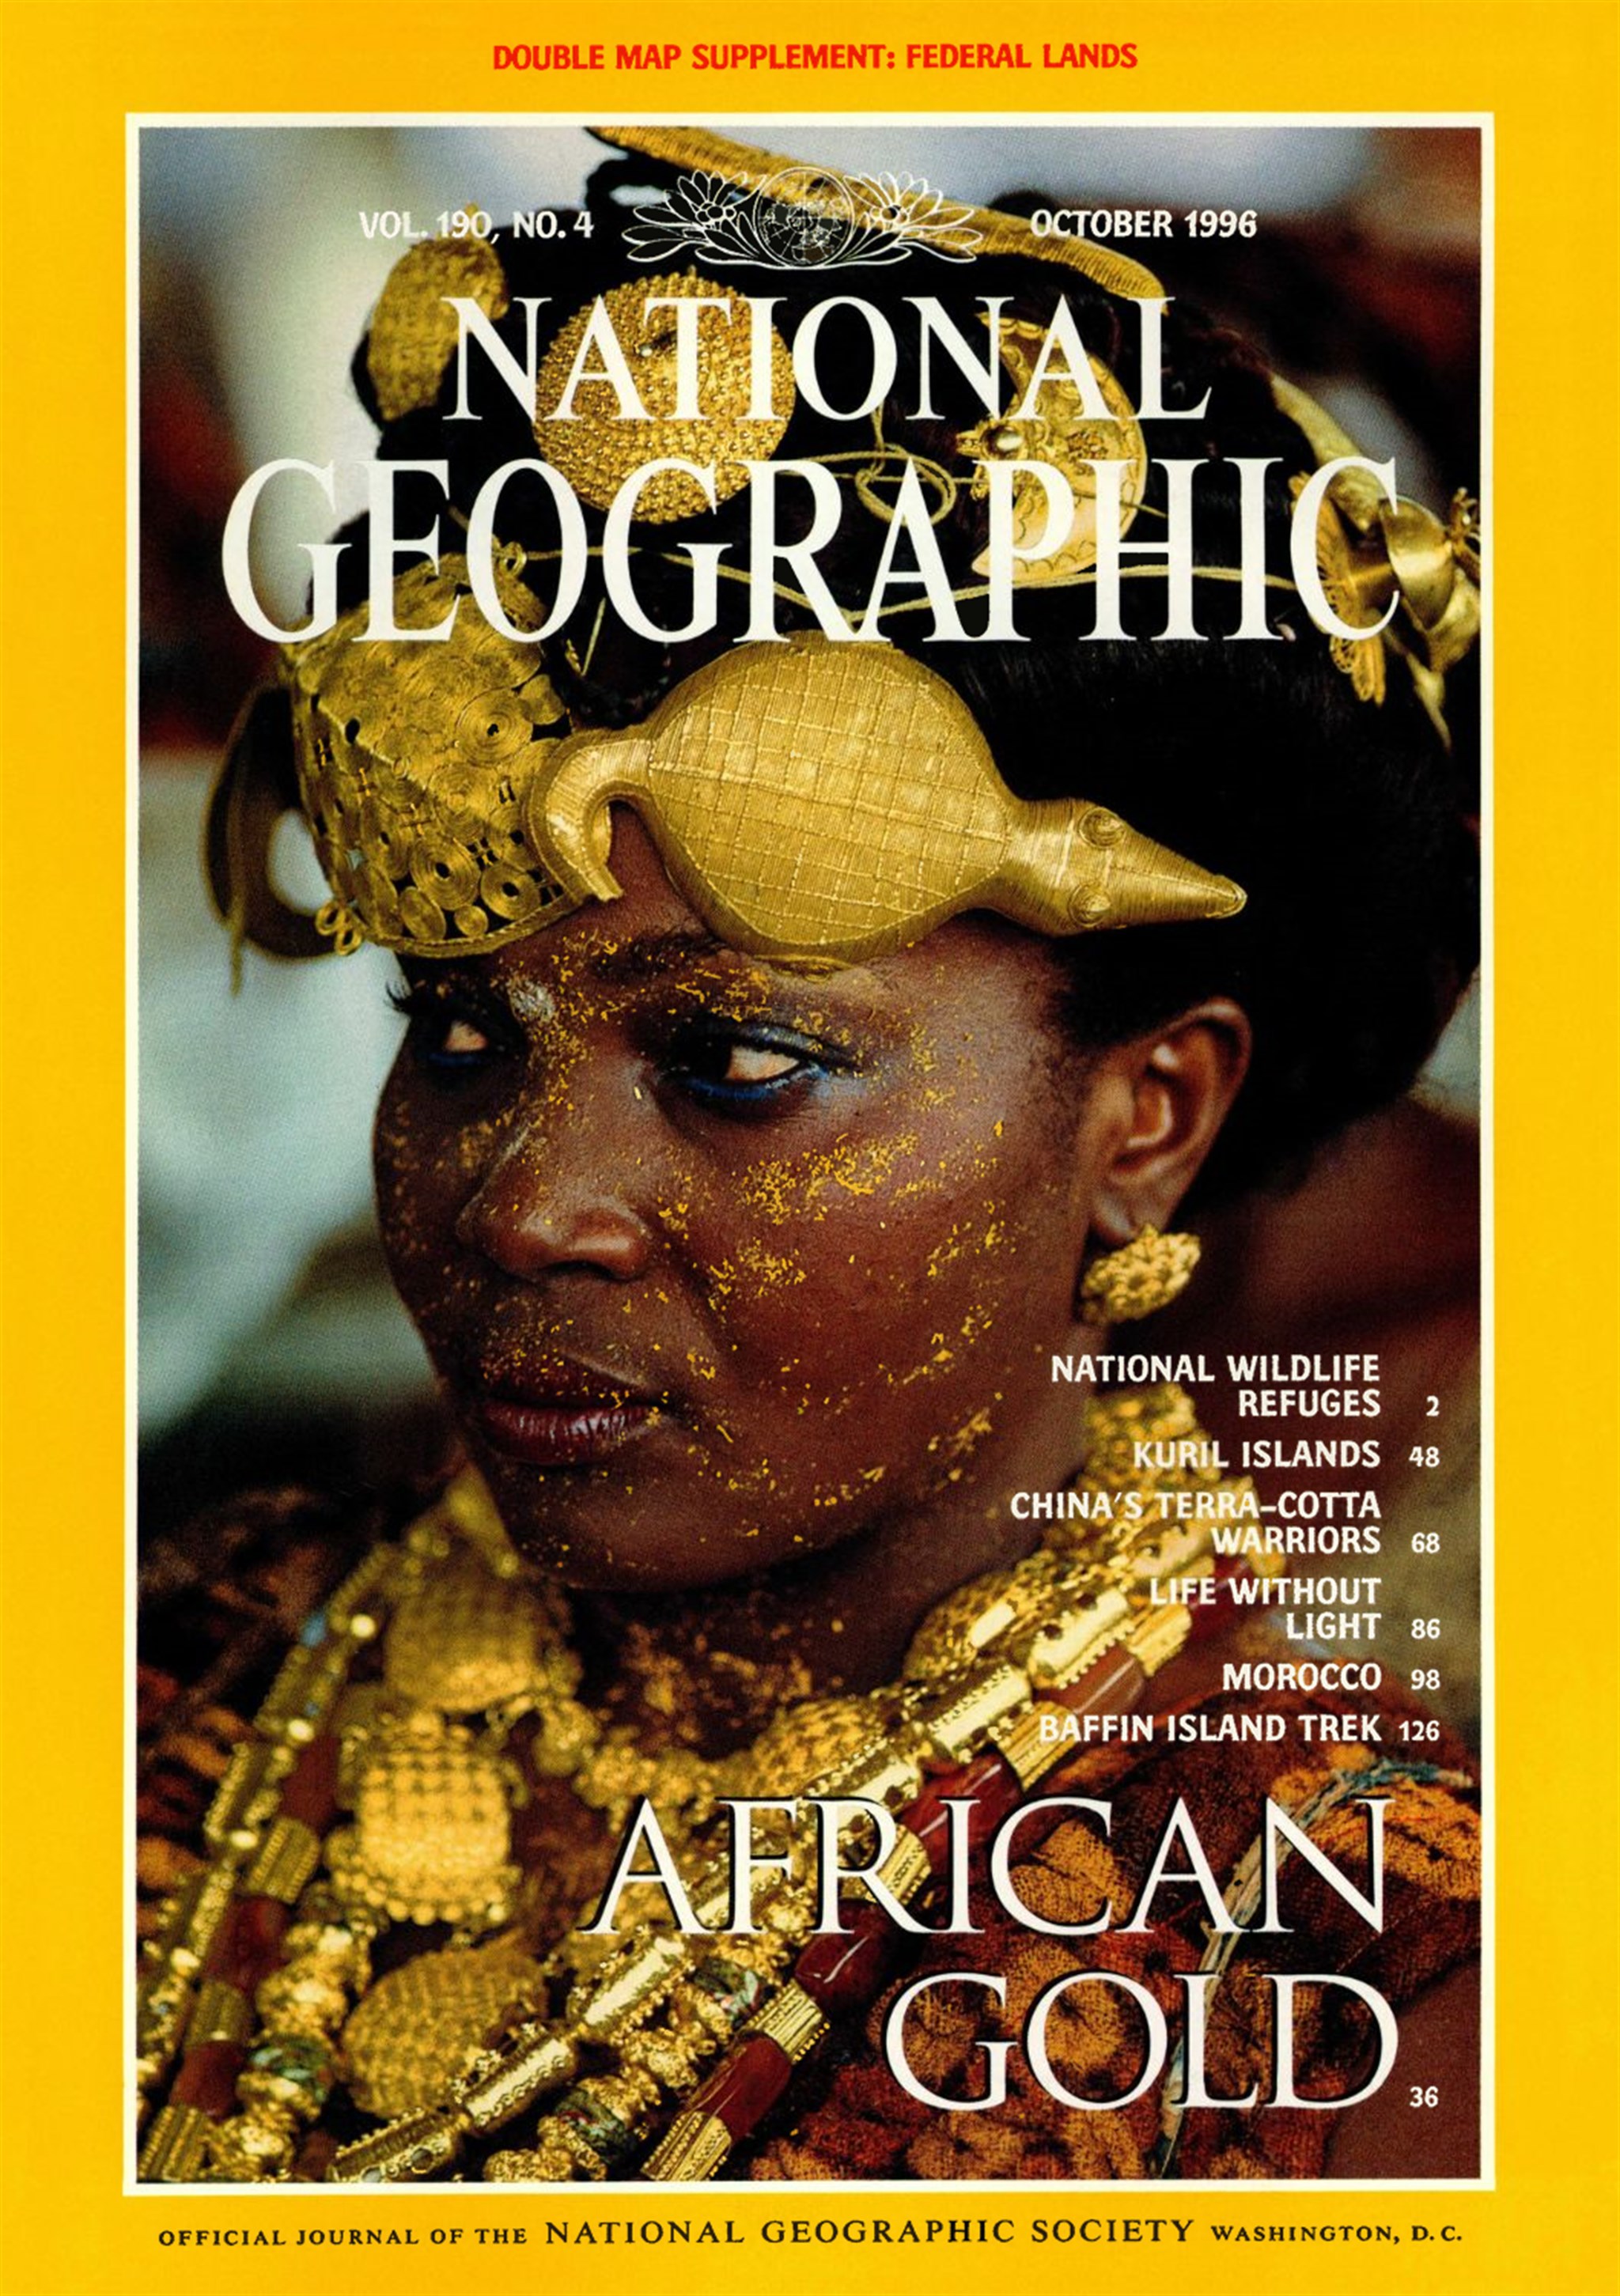 DOUBLE MAP SUPPLEMENT: FEDERAL LANDS
VOL. 190, NO. 4
OCTOBER 1996
NATIONAL
GEOGRAPHIC
NATIONAL WILDLIFE
REFUGES 2
KURIL ISLANDS 48
CHINA'S TERRA-COTTA
WARRIORS 68
LIFE WITHOUT
LIGHT 86
MOROCCO 98
BAFFIN ISLAND TREK 126
AFRICAN
GOLD 36
OFFICIAL JOURNAL OF THE NATIONAL GEOGRAPHIC SOCIETY WASHINGTON, D.C.